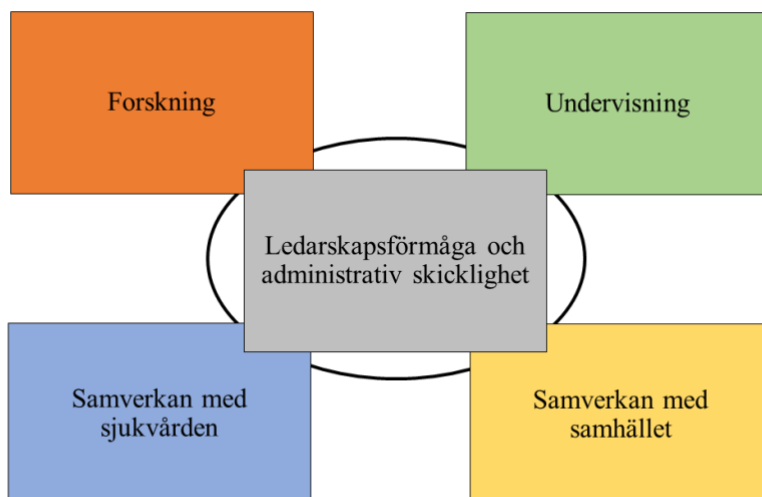 Forskning
Undervisning
Ledarskapsförmåga och
administrativ skicklighet
Samverkan med
sjukvården
Samverkan med
samhället